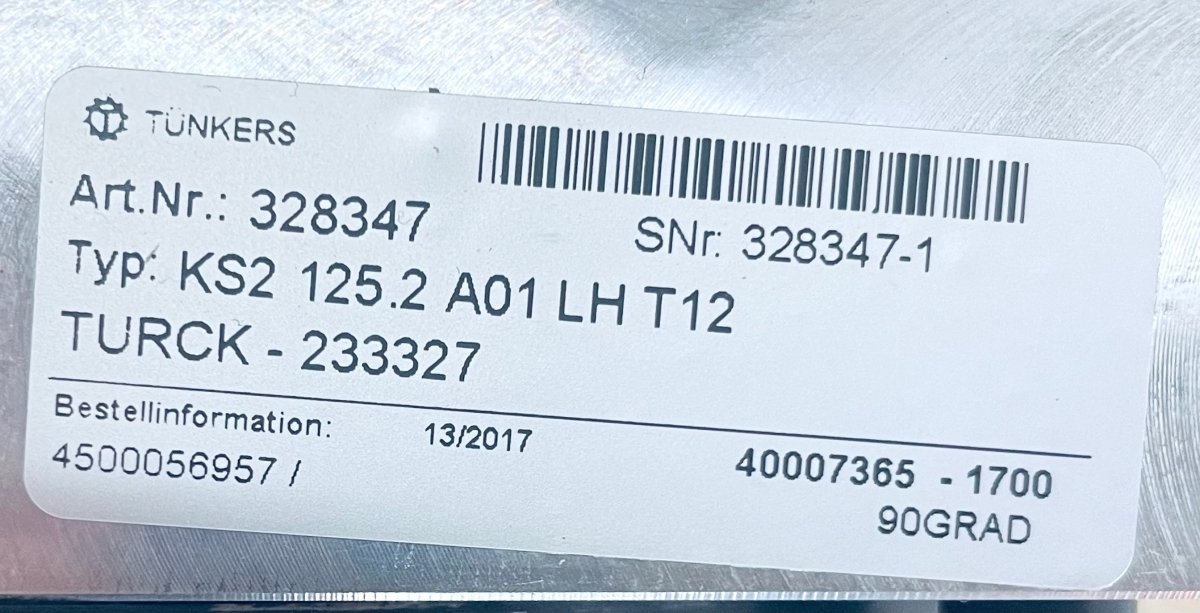 TÜNKERS
Art.Nr.: 328347
SNr: 328347-1
Typ: KS2 125.2 A01 LH T12
TURCK - 233327
Bestellinformation: 13/2017
4500056957 /
40007365 - 1700
90GRAD